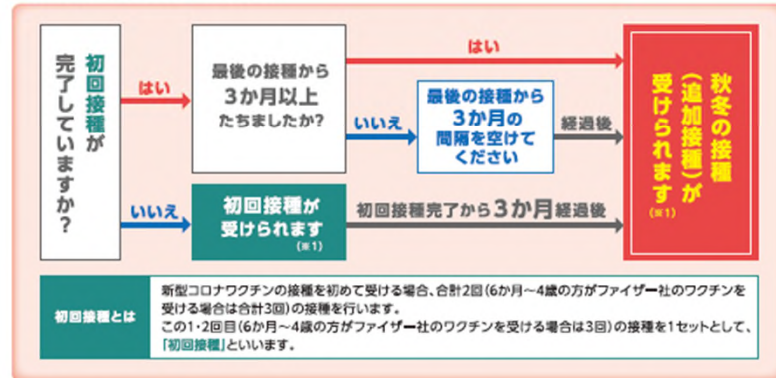 初回接種が
完了していますか?
はい
いいえ
最後の接種から
3か月以上
たちましたか?
はい
いいえ
最後の接種から
3か月の
間隔を空けて
ください
経過後
初回接種が
受けられます
(※1)
初回接種完了から3か月経過後
秋冬の接種
(追加接種)が
受けられます
(※1)
初回接種とは
新型コロナワクチンの接種を初めて受ける場合、合計2回(6か月~4歳の方がファイザー社のワクチンを
受ける場合は合計3回)の接種を行います。
この1・2回目(6か月~4歳の方がファイザー社のワクチンを受ける場合は3回)の接種を1セットとして、
「初回接種」といいます。